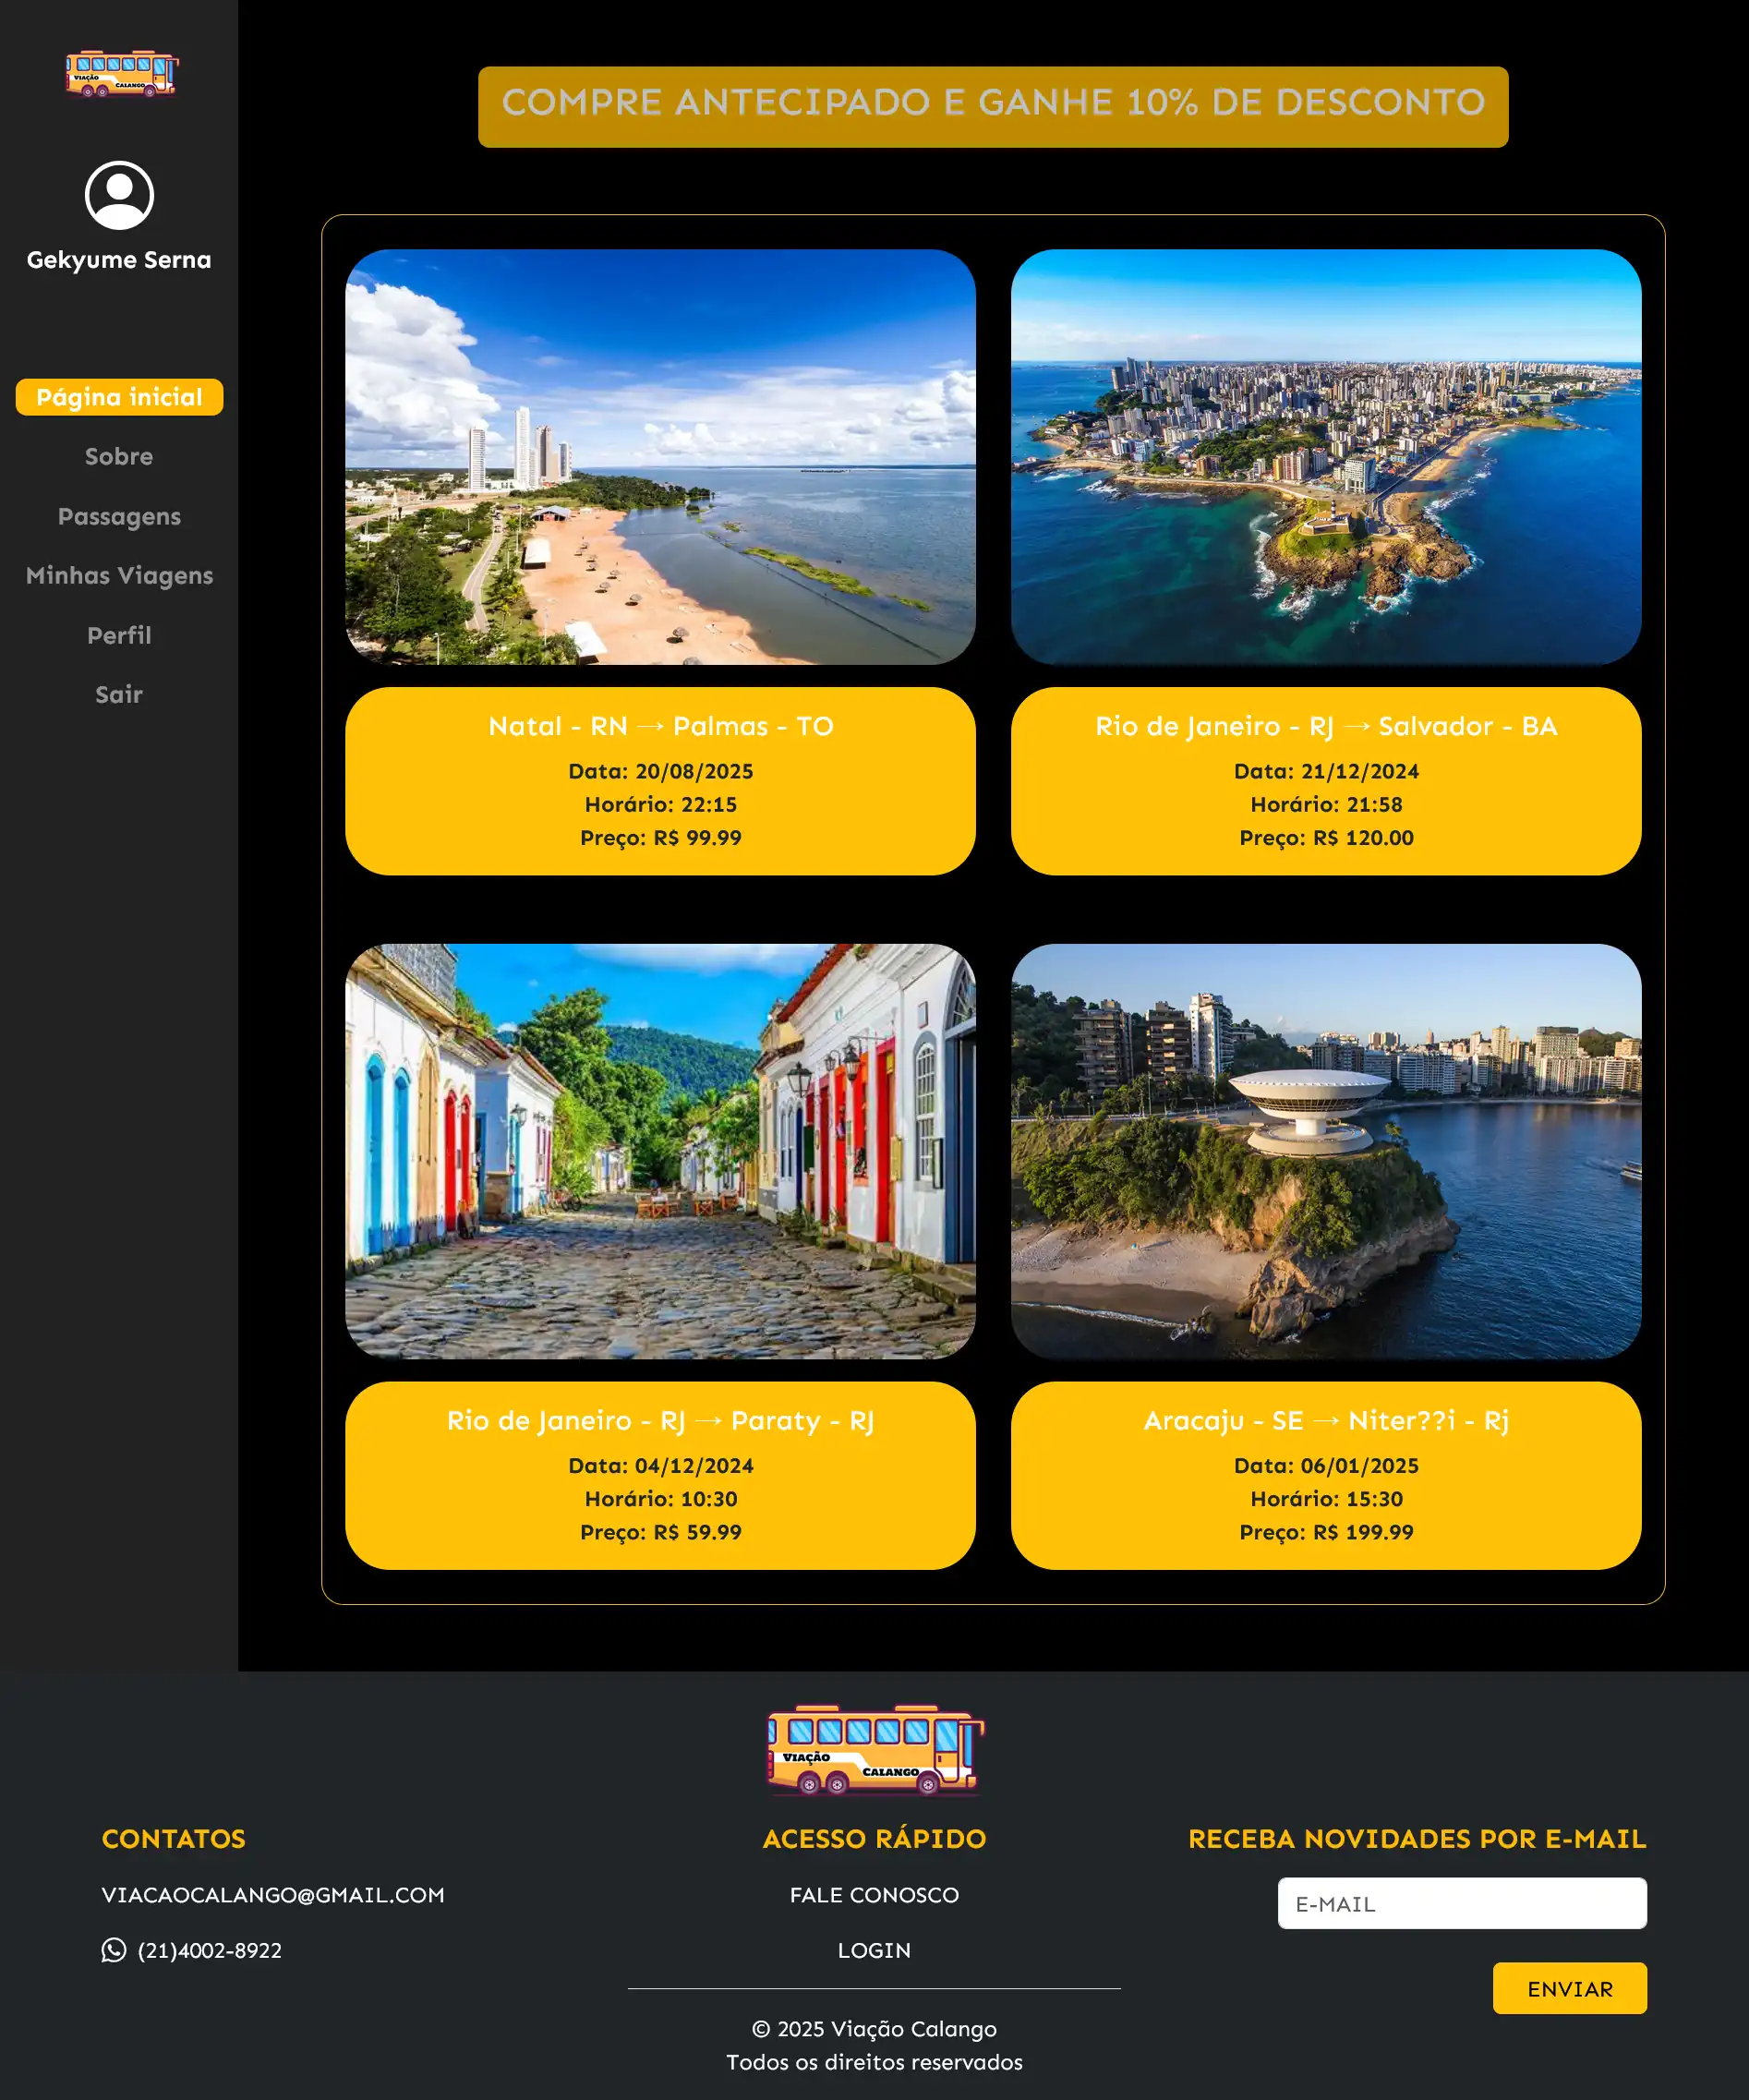 VIAÇÃO
CALANGO
Gekyume Serna
Página inicial
Sobre
Passagens
Minhas Viagens
Perfil
Sair
COMPRE ANTECIPADO E GANHE 10% DE DESCONTO
Natal - RN → Palmas - TO
Data: 20/08/2025
Horário: 22:15
Preço: R$ 99.99
Rio de Janeiro - RJ → Salvador - BA
Data: 21/12/2024
Horário: 21:58
Preço: R$ 120.00
Rio de Janeiro - RJ → Paraty - RJ
Data: 04/12/2024
Horário: 10:30
Preço: R$ 59.99
Aracaju - SE → Niter??i - Rj
Data: 06/01/2025
Horário: 15:30
Preço: R$ 199.99
VIAÇÃO
CALANGO
CONTATOS
VIACAOCALANGO@GMAIL.COM
(21)4002-8922
ACESSO RÁPIDO
FALE CONOSCO
LOGIN
RECEBA NOVIDADES POR E-MAIL
E-MAIL
ENVIAR
© 2025 Viação Calango
Todos os direitos reservados